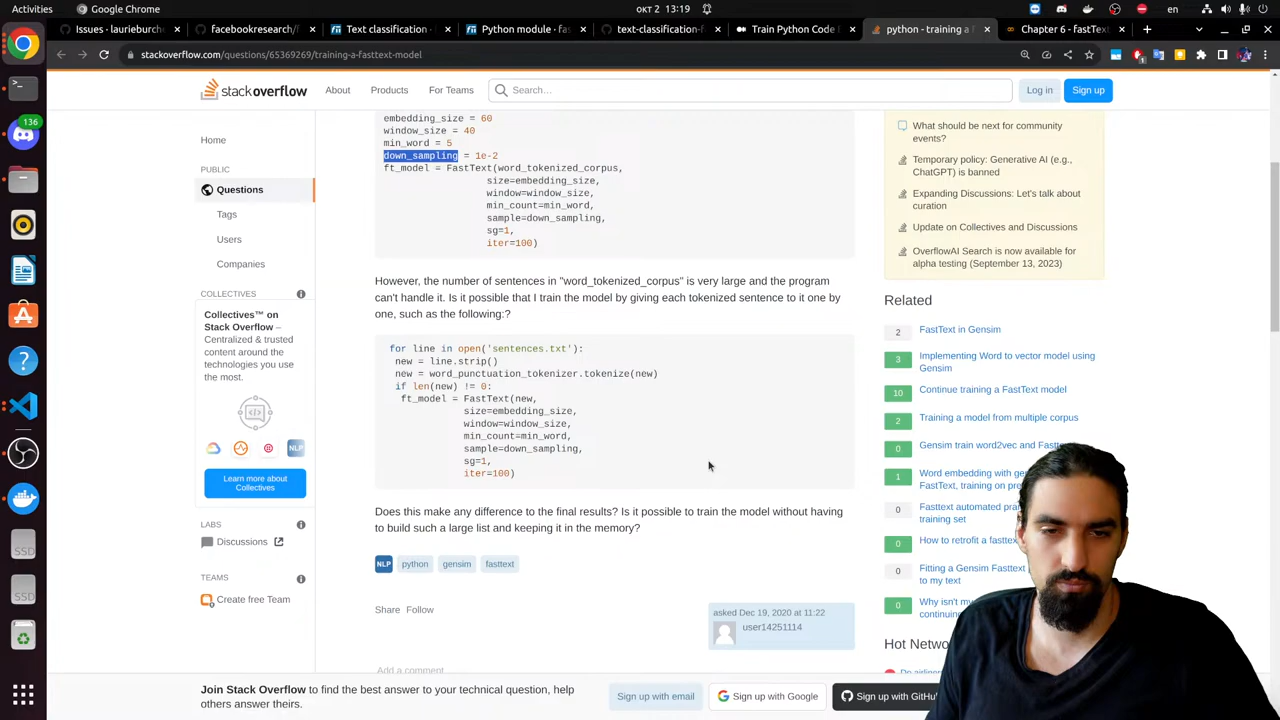 Activities
Google Chrome
окт 2 13:19
en
Issues · laurieburch
facebookresearch/
Text classification ·
Python module · fas
text-classification-f
Train Python Code E
python - training a f
Chapter 6 - fastText
stackoverflow.com/questions/65369269/training-a-fasttext-model
stackoverflow
About
Products
For Teams
Search…
Log in
Sign up
136
Home
PUBLIC
Questions
Tags
Users
Companies
COLLECTIVES
Collectives™ on
Stack Overflow –
Centralized & trusted
content around the
technologies you use
the most.
NLP
Learn more about
Collectives
LABS
Discussions
TEAMS
Create free Team
embedding_size = 60
window_size = 40
min_word = 5
down_sampling = 1e-2
ft_model = FastText(word_tokenized_corpus,
size=embedding_size,
window=window_size,
min_count=min_word,
sample=down_sampling,
sg=1,
iter=100)
However, the number of sentences in "word_tokenized_corpus" is very large and the program
can't handle it. Is it possible that I train the model by giving each tokenized sentence to it one by
one, such as the following:?
for line in open('sentences.txt'):
new = line.strip()
new = word_punctuation_tokenizer.tokenize(new)
if len(new) != 0:
ft_model = FastText(new,
size=embedding_size,
window=window_size,
min_count=min_word,
sample=down_sampling,
sg=1,
iter=100)
Does this make any difference to the final results? Is it possible to train the model without having
to build such a large list and keeping it in the memory?
NLP
python
gensim
fasttext
Share Follow
asked Dec 19, 2020 at 11:22
user14251114
Add a comment
What should be next for community
events?
Temporary policy: Generative AI (e.g.,
ChatGPT) is banned
Expanding Discussions: Let's talk about
curation
Update on Collectives and Discussions
OverflowAI Search is now available for
alpha testing (September 13, 2023)
Related
2 FastText in Gensim
3 Implementing Word to vector model using
Gensim
10 Continue training a FastText model
2 Training a model from multiple corpus
0 Gensim train word2vec and Fastt
1 Word embedding with gen
FastText, training on pre
0 Fasttext automated pra
training set
0 How to retrofit a fastte
0 Fitting a Gensim Fasttext
to my text
0 Why isn't my
continuing
Hot Netwo
Do airliner
Join Stack Overflow to find the best answer to your technical question, help
others answer theirs.
Sign up with email
Sign up with Google
Sign up with GitHub
SSD
SSD